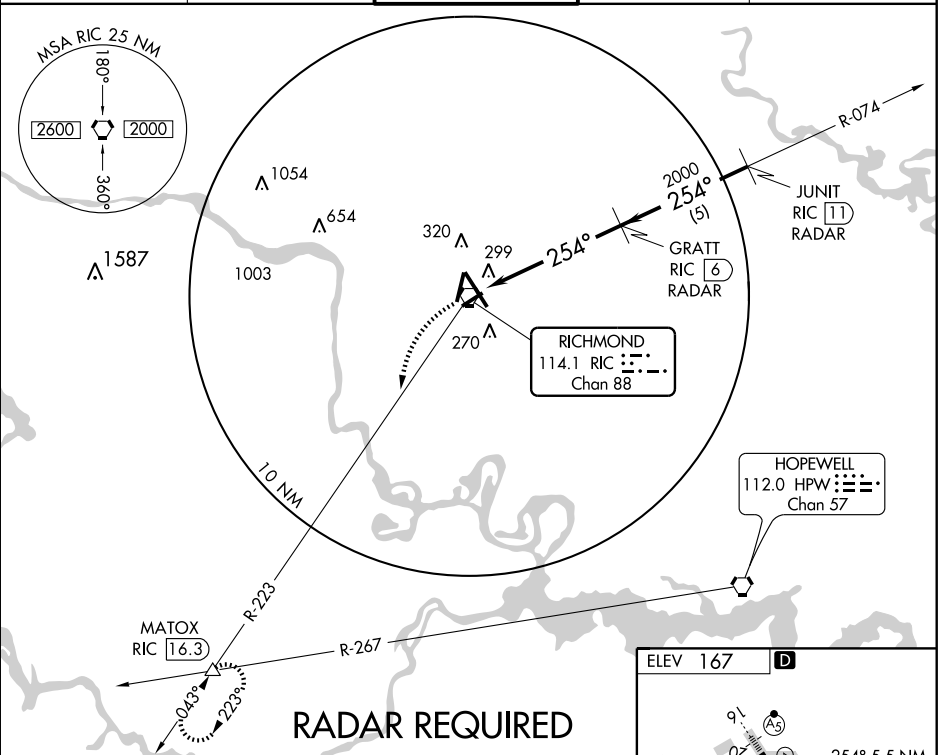 MSA RIC 25 NM
180°
2600
2000
360°
1054
654
1587
1003
320
299
270
R-074
2000
254°
(5)
254°
JUNIT
RIC 11
RADAR
GRATT
RIC 6
RADAR
RICHMOND
114.1 RIC
Chan 88
10 NM
HOPEWELL
112.0 HPW
Chan 57
R-223
R-267
MATOX
RIC 16.3
043°
223°
RADAR REQUIRED
ELEV 167 D
16
A5
20
254° 5.5 NM